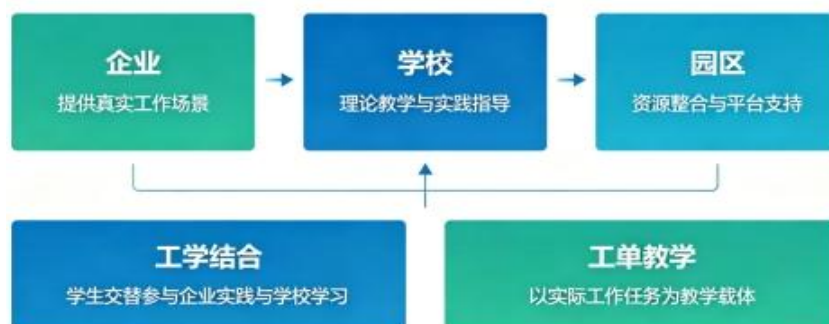 企业
提供真实工作场景
学校
理论教学与实践指导
园区
资源整合与平台支持
工学结合
学生交替参与企业实践与学校学习
工单教学
以实际工作任务为教学载体